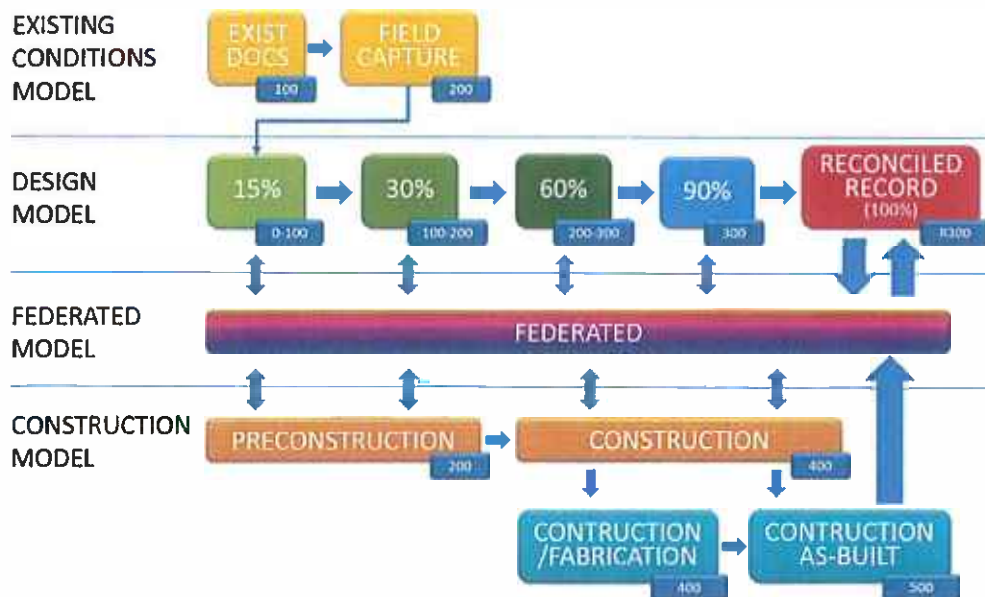 EXISTING
CONDITIONS
MODEL
EXIST
DOCS
100
FIELD
CAPTURE
200
DESIGN
MODEL
15%
0-100
30%
100-200
60%
200-300
90%
300
RECONCILED
RECORD
(100%)
R300
FEDERATED
MODEL
FEDERATED
CONSTRUCTION
MODEL
PRECONSTRUCTION
200
CONSTRUCTION
400
CONTRUCTION
/FABRICATION
400
CONTRUCTION
AS-BUILT
500